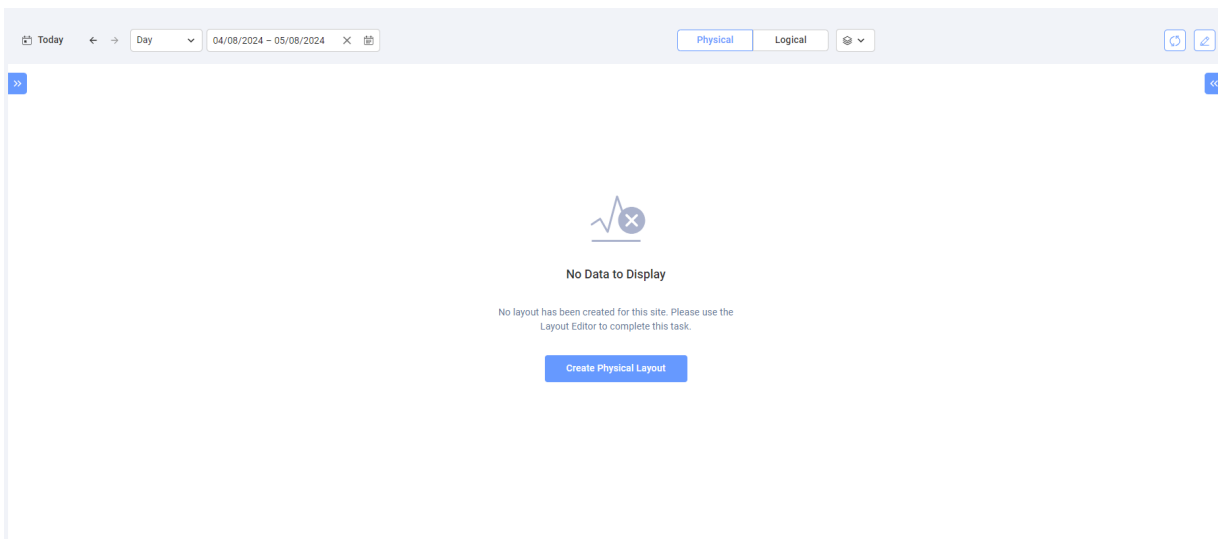 Today
Day
04/08/2024 – 05/08/2024
Physical
Logical
No Data to Display
No layout has been created for this site. Please use the
Layout Editor to complete this task.
Create Physical Layout